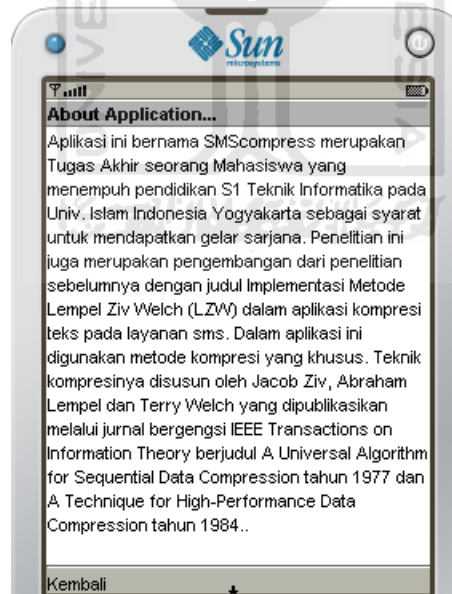 Sun
microsystems
About Application...
Aplikasi ini bernama SMScompress merupakan
Tugas Akhir seorang Mahasiswa yang
menempuh pendidikan S1 Teknik Informatika pada
Univ. Islam Indonesia Yogyakarta sebagai syarat
untuk mendapatkan gelar sarjana. Penelitian ini
juga merupakan pengembangan dari penelitian
sebelumnya dengan judul Implementasi Metode
Lempel Ziv Welch (LZW) dalam aplikasi kompresi
teks pada layanan sms. Dalam aplikasi ini
digunakan metode kompresi yang khusus. Teknik
kompresinya disusun oleh Jacob Ziv, Abraham
Lempel dan Terry Welch yang dipublikasikan
melalui jurnal bergengsi IEEE Transactions on
Information Theory berjudul A Universal Algorithm
for Sequential Data Compression tahun 1977 dan
A Technique for High-Performance Data
Compression tahun 1984..
Kembali